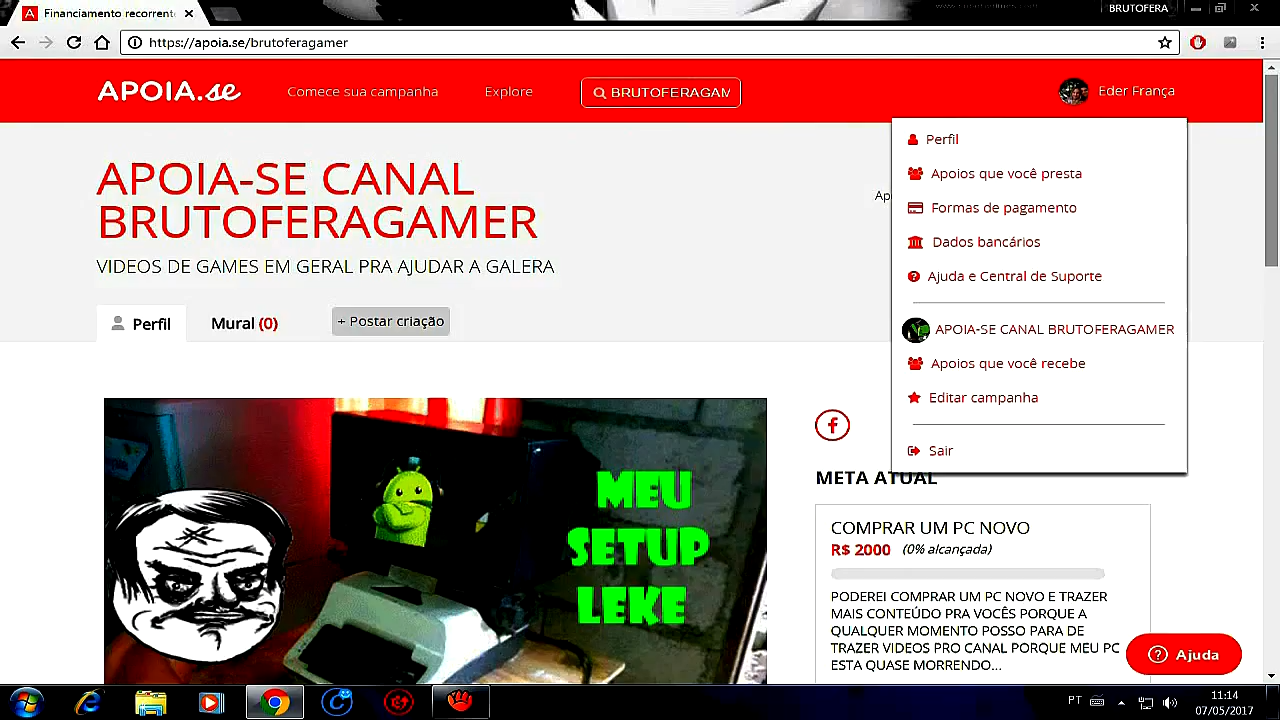 Financiamento recorrent
BRUTOFERA
https://apoia.se/brutoferagamer
APOIA.se
Comece sua campanha
Explore
BRUTOFERAGAM
Eder França
Perfil
Apoios que você presta
Formas de pagamento
Dados bancários
Ajuda e Central de Suporte
APOIA-SE CANAL BRUTOFERAGAMER
Apoios que você recebe
Editar campanha
Sair
APOIA-SE CANAL
BRUTOFERAGAMER
Ap
VIDEOS DE GAMES EM GERAL PRA AJUDAR A GALERA
Perfil
Mural (0)
+ Postar criação
MEU
SETUP
LEKE
META ATUAL
COMPRAR UM PC NOVO
R$ 2000 (0% alcançada)
PODEREI COMPRAR UM PC NOVO E TRAZER
MAIS CONTEÚDO PRA VOCÊS PORQUE A
QUALQUER MOMENTO POSSO PARA DE
TRAZER VIDEOS PRO CANAL PORQUE MEU PC
ESTA QUASE MORRENDO...
Ajuda
PT
11:14
07/05/2017